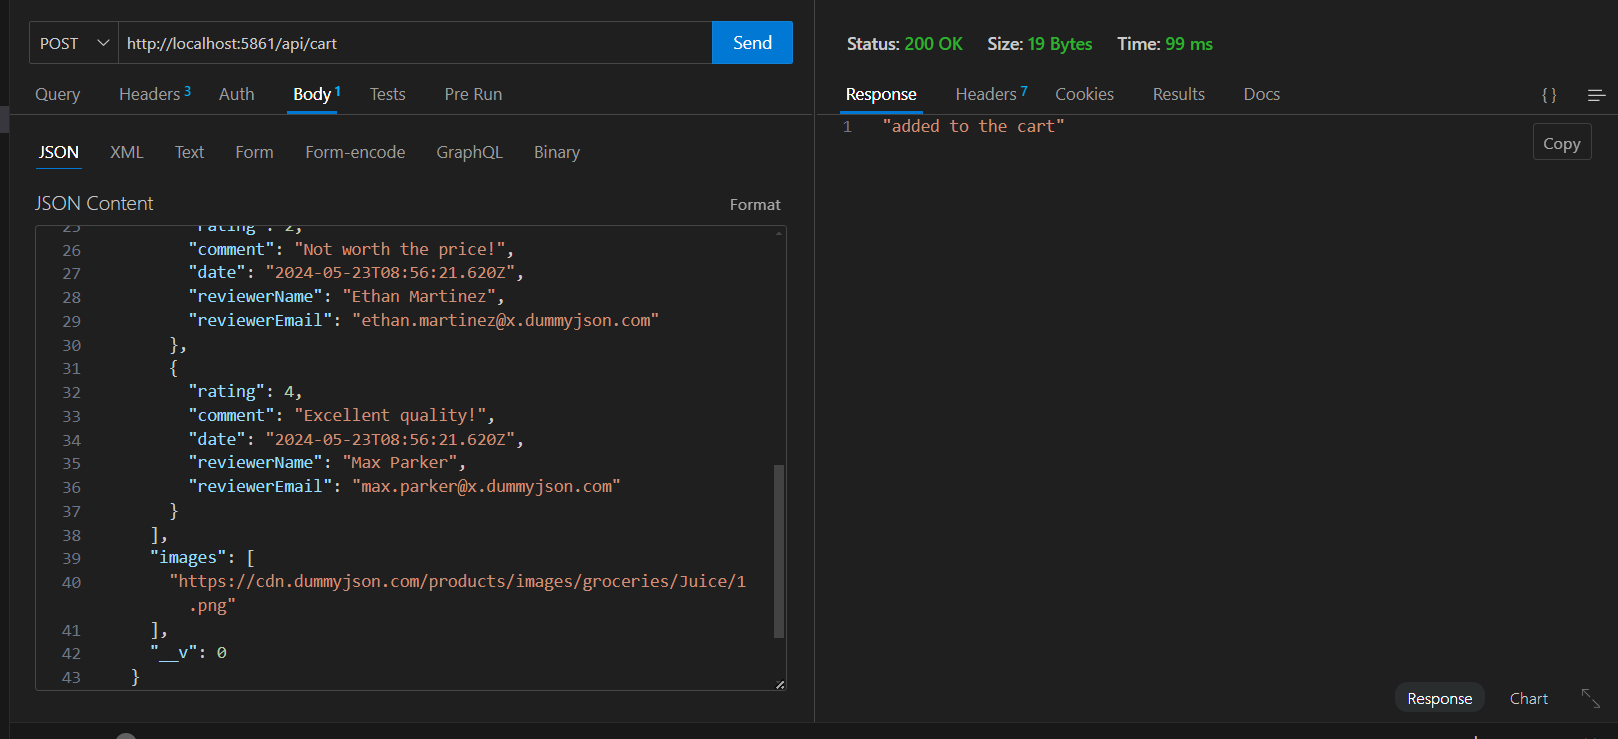 POST http://localhost:5861/api/cart Send
Query Headers 3 Auth Body 1 Tests Pre Run
JSON XML Text Form Form-encode GraphQL Binary
JSON Content Format
25 "rating": 2,
26 "comment": "Not worth the price!",
27 "date": "2024-05-23T08:56:21.620Z",
28 "reviewerName": "Ethan Martinez",
29 "reviewerEmail": "ethan.martinez@x.dummyjson.com"
30 },
31 {
32 "rating": 4,
33 "comment": "Excellent quality!",
34 "date": "2024-05-23T08:56:21.620Z",
35 "reviewerName": "Max Parker",
36 "reviewerEmail": "max.parker@x.dummyjson.com"
37 }
38 ],
39 "images": [
40 "https://cdn.dummyjson.com/products/images/groceries/Juice/1
.png"
41 ],
42 "__v": 0
43 }
Status: 200 OK Size: 19 Bytes Time: 99 ms
Response Headers 7 Cookies Results Docs { }
1 "added to the cart"
Copy
Response Chart